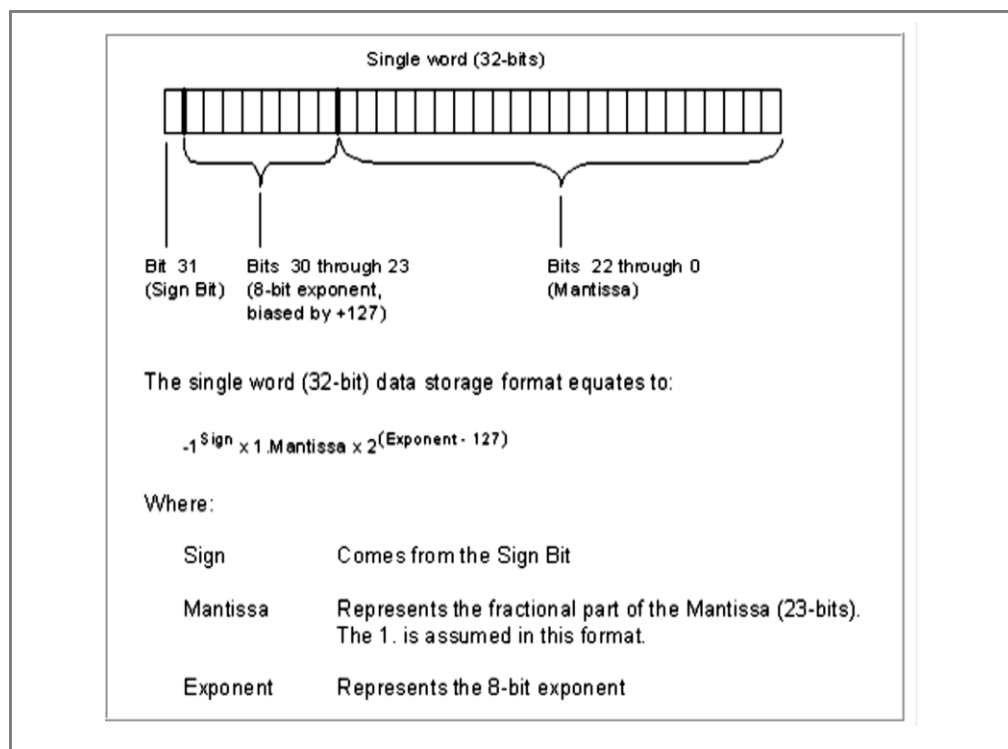 Single word (32-bits)
Bit 31
(Sign Bit)
Bits 30 through 23
(8-bit exponent,
biased by +127)
Bits 22 through 0
(Mantissa)
The single word (32-bit) data storage format equates to:
-1^Sign x 1.Mantissa x 2^(Exponent - 127)
Where:
Sign Comes from the Sign Bit
Mantissa Represents the fractional part of the Mantissa (23-bits).
The 1. is assumed in this format.
Exponent Represents the 8-bit exponent